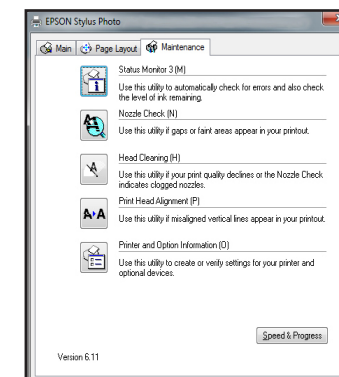 EPSON Stylus Photo
Main Page Layout Maintenance
Status Monitor 3 (M)
Use this utility to automatically check for errors and also check
the level of ink remaining.
Nozzle Check (N)
Use this utility if gaps or faint areas appear in your printout.
Head Cleaning (H)
Use this utility if your print quality declines or the Nozzle Check
indicates clogged nozzles.
Print Head Alignment (P)
A A
Use this utility if misaligned vertical lines appear in your printout.
Printer and Option Information (O)
Use this utility to create or verify settings for your printer and
optional devices.
Speed & Progress
Version 6.11